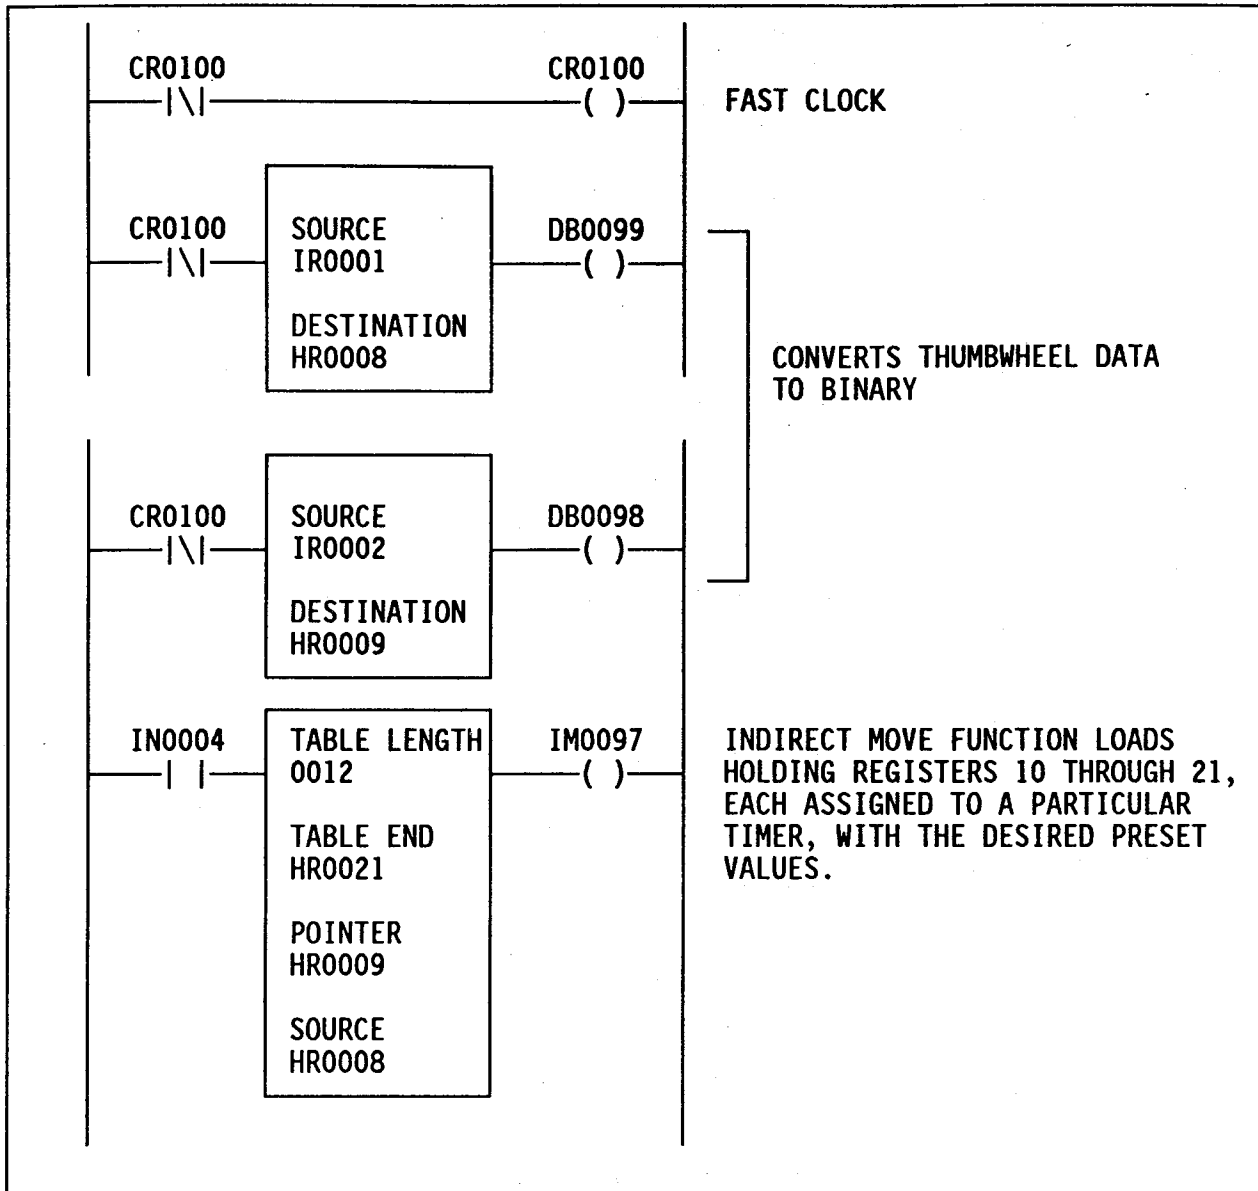 CR0100 CR0100
FAST CLOCK
CR0100 SOURCE DB0099
IR0001
DESTINATION
HR0008
CONVERTS THUMBWHEEL DATA
TO BINARY
CR0100 SOURCE DB0098
IR0002
DESTINATION
HR0009
IN0004 TABLE LENGTH IM0097
0012
TABLE END
HR0021
POINTER
HR0009
SOURCE
HR0008
INDIRECT MOVE FUNCTION LOADS
HOLDING REGISTERS 10 THROUGH 21,
EACH ASSIGNED TO A PARTICULAR
TIMER, WITH THE DESIRED PRESET
VALUES.